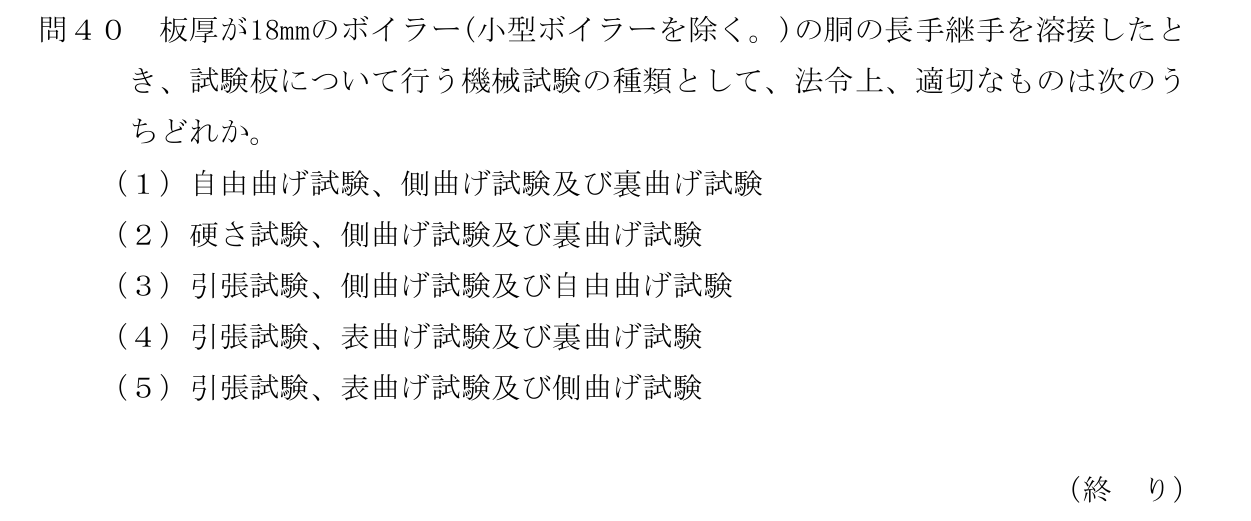 問４０　板厚が18㎜のボイラー(小型ボイラーを除く。)の胴の長手継手を溶接したと
き、試験板について行う機械試験の種類として、法令上、適切なものは次のう
ちどれか。
（１）自由曲げ試験、側曲げ試験及び裏曲げ試験
（２）硬さ試験、側曲げ試験及び裏曲げ試験
（３）引張試験、側曲げ試験及び自由曲げ試験
（４）引張試験、表曲げ試験及び裏曲げ試験
（５）引張試験、表曲げ試験及び側曲げ試験
（終　り）